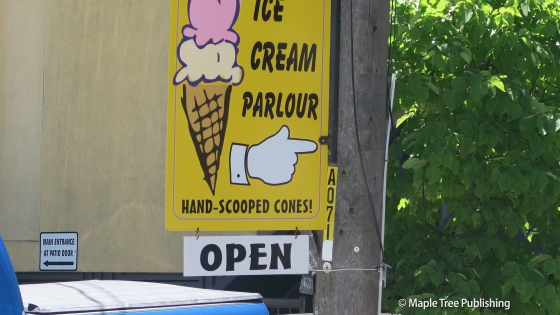 ICE
CREAM
PARLOUR
HAND-SCOOPED CONES!
OPEN
A071
MAIN ENTRANCE
AT PATIO DOOR
© Maple Tree Publishing